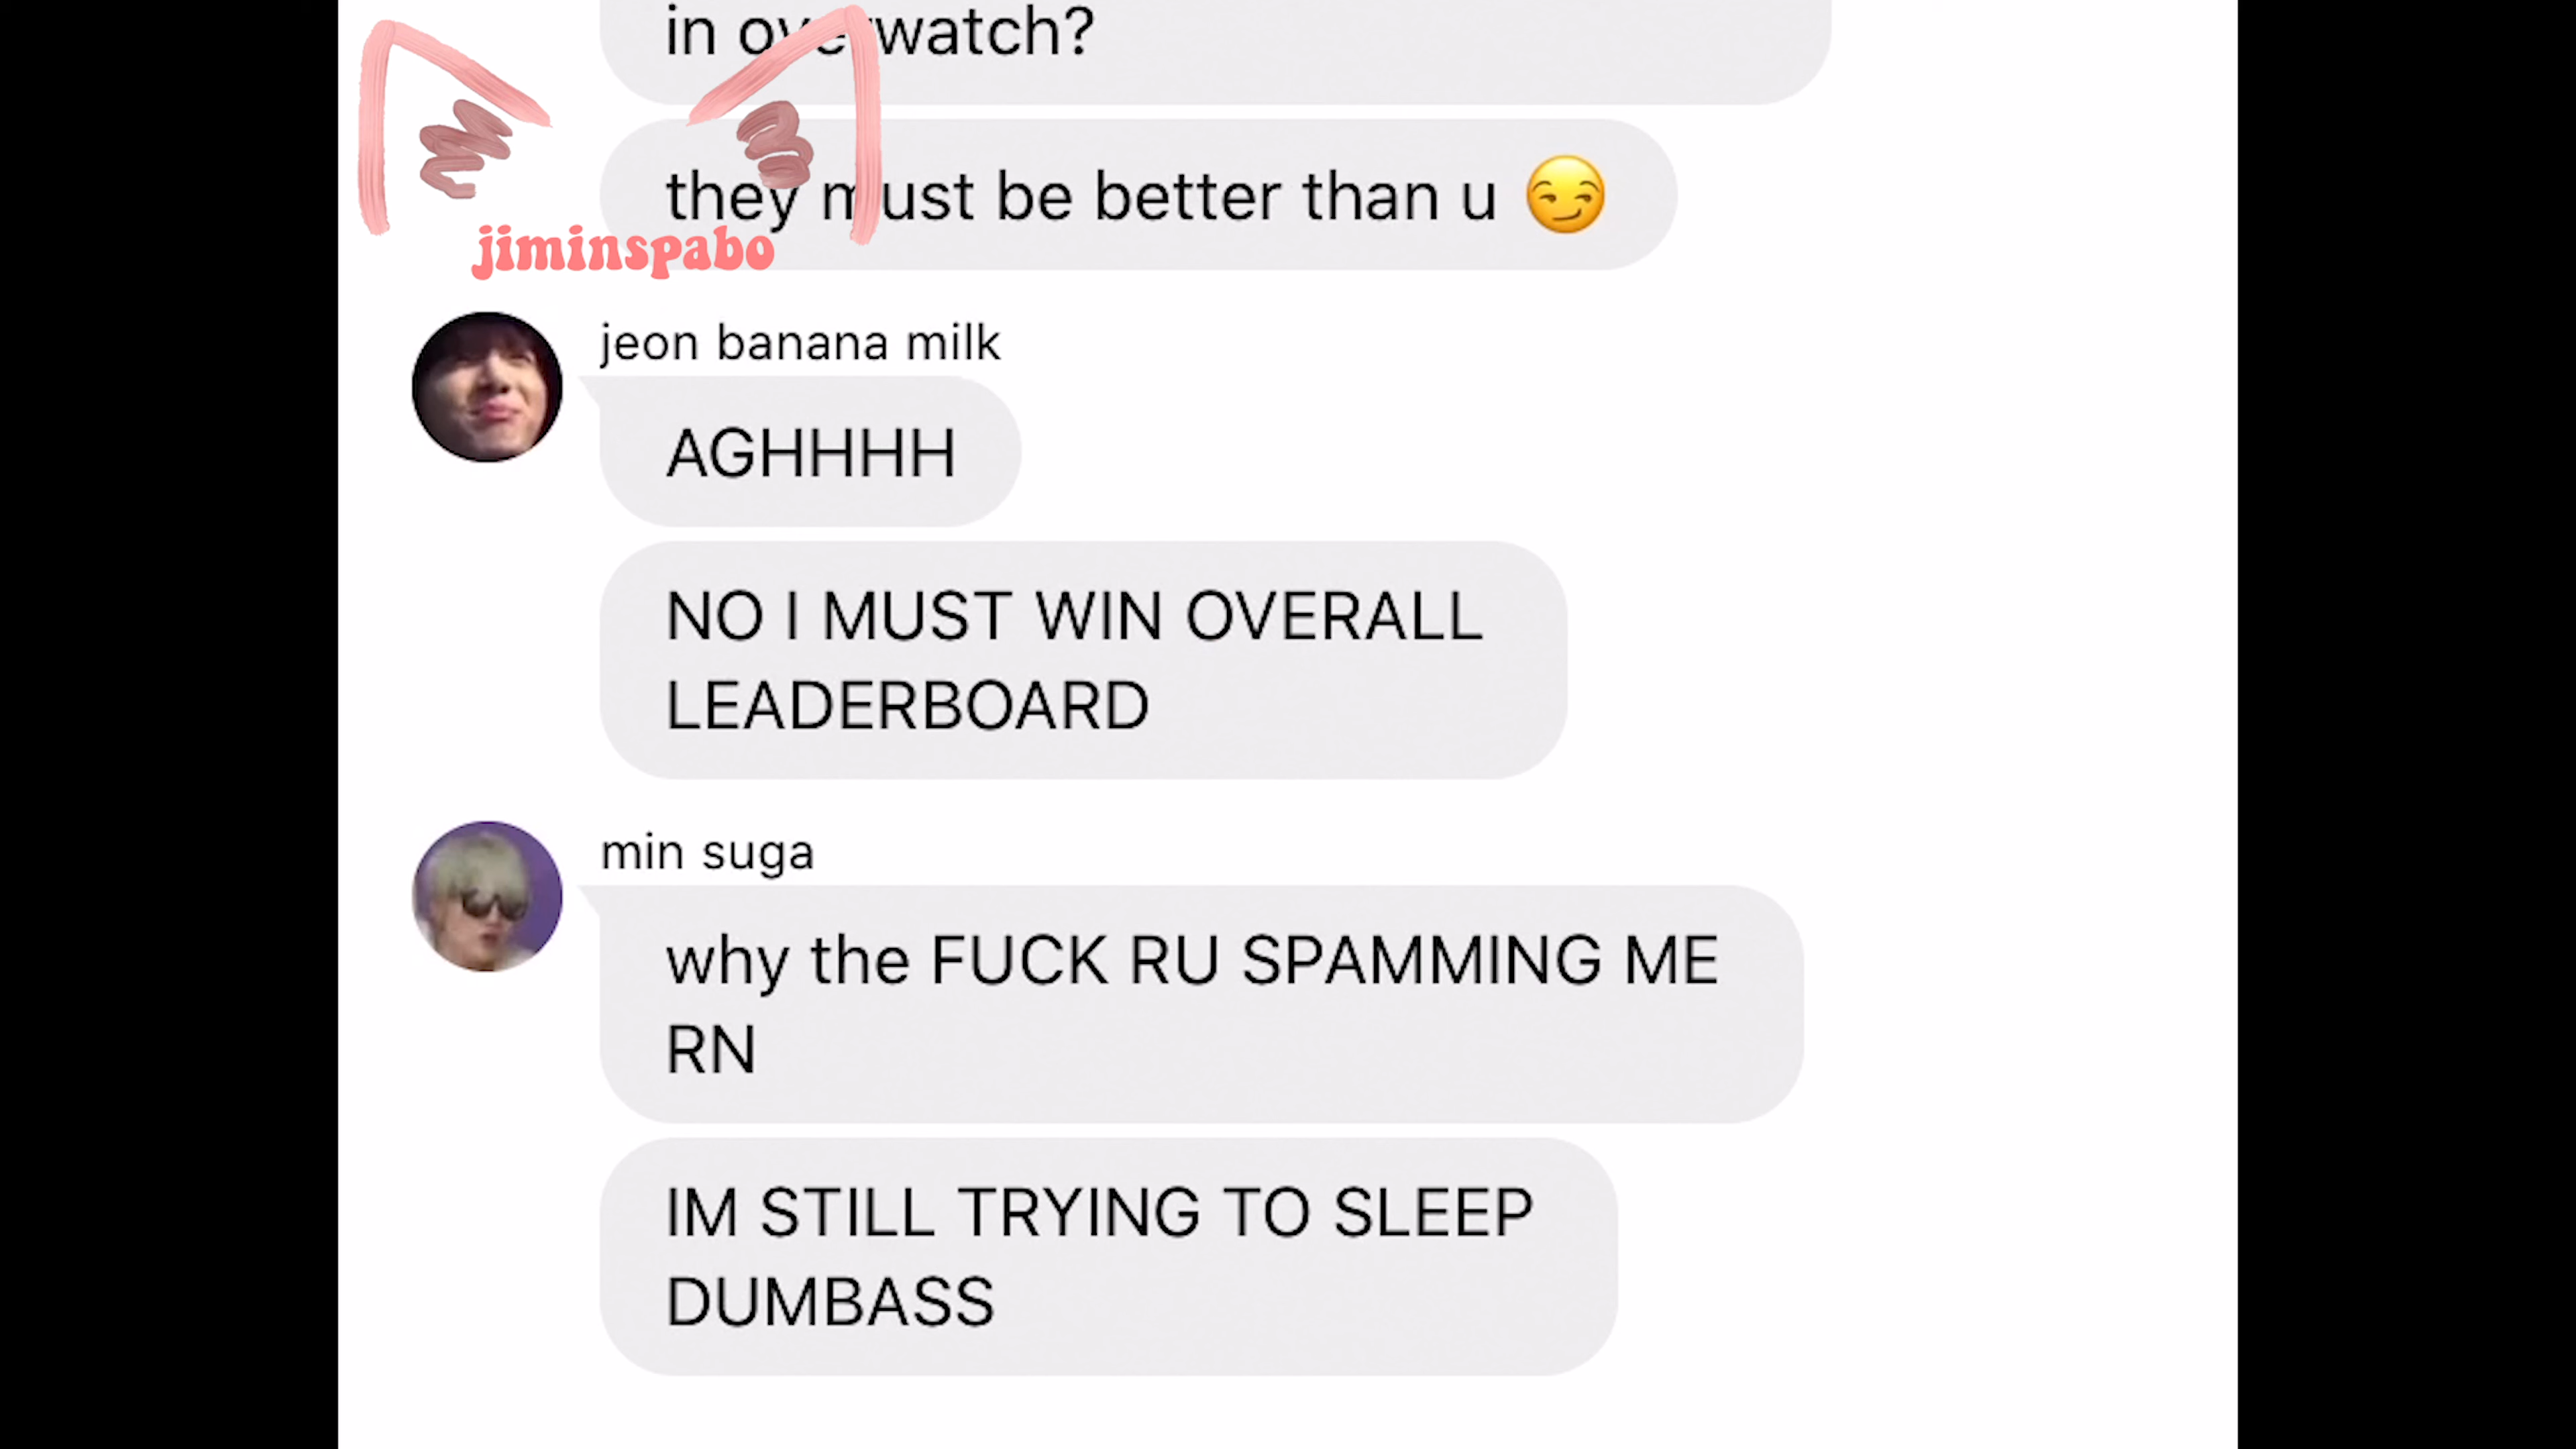 in overwatch?
they must be better than u 😏
jiminspabo
jeon banana milk
AGHHHH
NO I MUST WIN OVERALL
LEADERBOARD
min suga
why the FUCK RU SPAMMING ME
RN
IM STILL TRYING TO SLEEP
DUMBASS